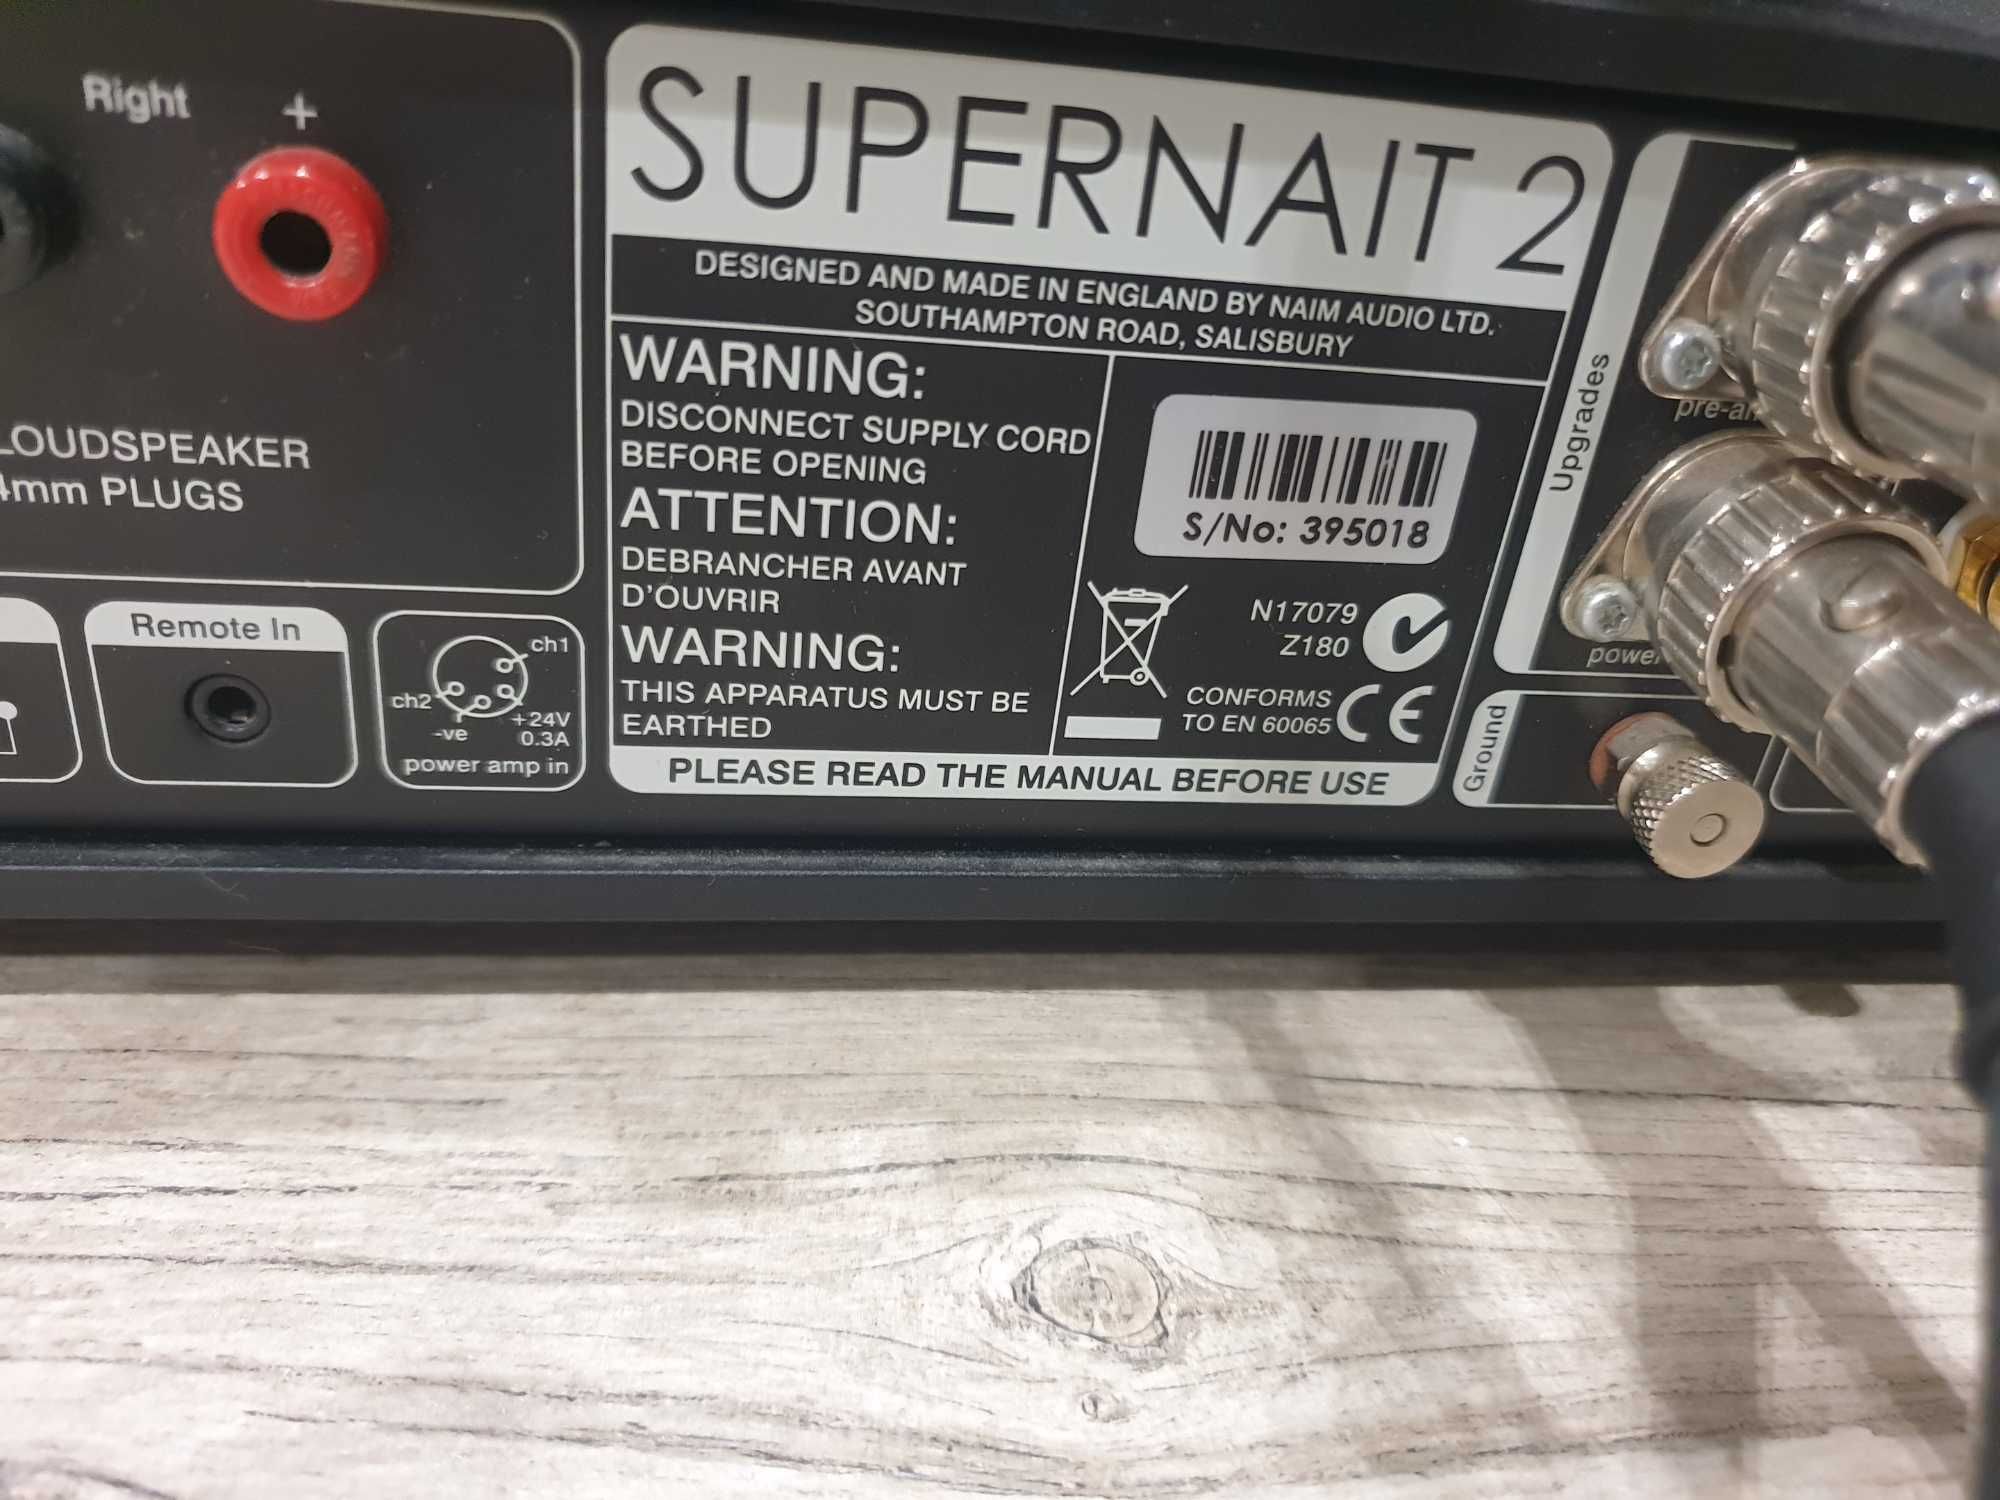 Right +
LOUDSPEAKER
4mm PLUGS
Remote In
ch1
ch2
-ve
+24V
0.3A
power amp in
SUPERNAIT 2
DESIGNED AND MADE IN ENGLAND BY NAIM AUDIO LTD.
SOUTHAMPTON ROAD, SALISBURY
WARNING:
DISCONNECT SUPPLY CORD
BEFORE OPENING
ATTENTION:
DEBRANCHER AVANT
D'OUVRIR
WARNING:
THIS APPARATUS MUST BE
EARTHED
S/No: 395018
N17079
Z180
CONFORMS
TO EN 60065
CE
PLEASE READ THE MANUAL BEFORE USE
Upgrades
pre-am
power
Ground